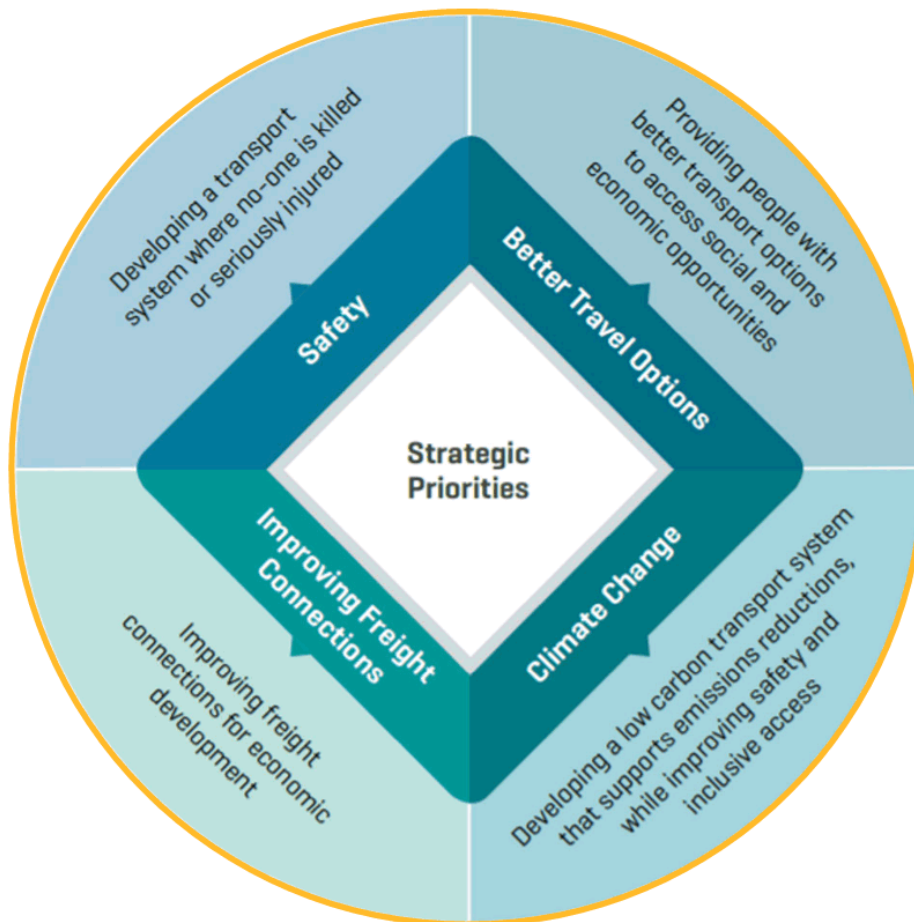 Strategic
Priorities
Safety
Developing a transport
system where no-one is killed
or seriously injured
Better Travel Options
Providing people with
better transport options
to access social and
economic opportunities
Climate Change
Developing a low carbon transport system
that supports emissions reductions,
while improving safety and
inclusive access
Improving Freight
Connections
Improving freight
connections for economic
development